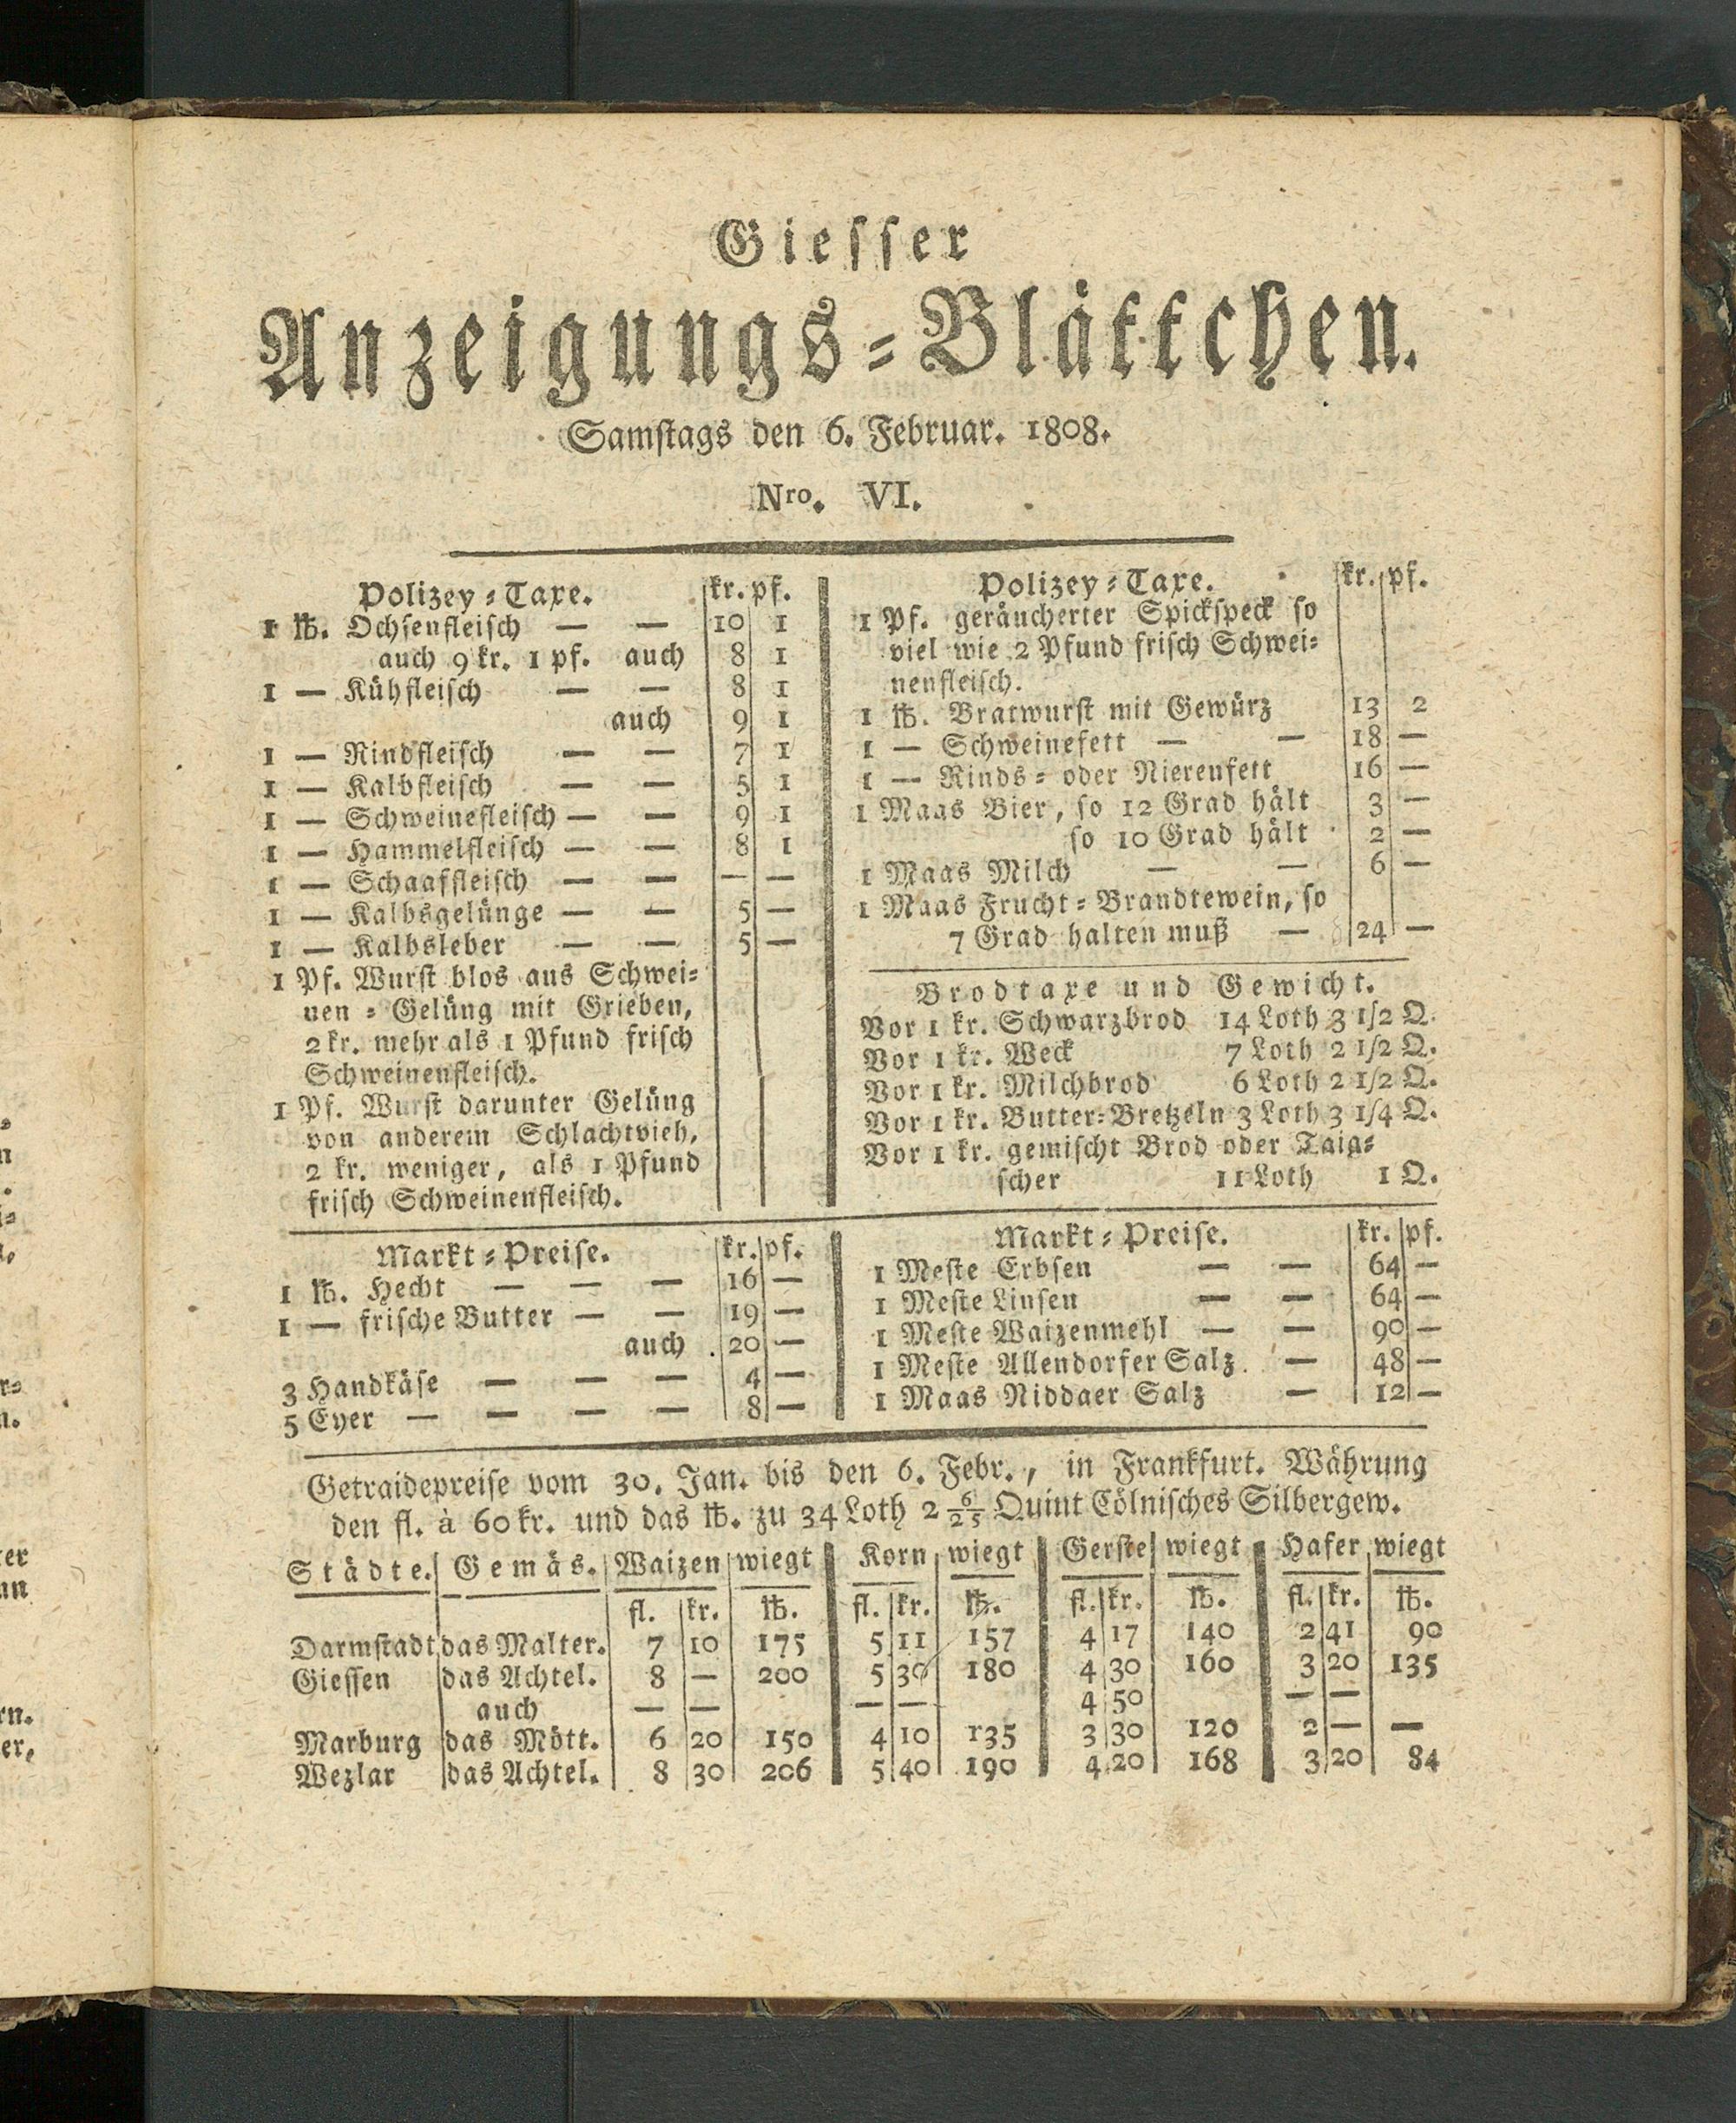 Giesser
Anzeigungs-Blättchen.
Samstags den 6. Februar. 1808.
Nro. VI.
Polizey-Taxe. kr. pf.
1 ℔. Ochsenfleisch — — 10 1
auch 9 kr. 1 pf. auch 8 1
1 — Kühfleisch — — 8 1
auch 9 1
1 — Rindfleisch — — 7 1
1 — Kalbfleisch — — 5 1
1 — Schweinefleisch — — 9 1
1 — Hammelfleisch — — 8 1
1 — Schaaffleisch — — — —
1 — Kalbsgelünge — — 5 —
1 — Kalbsleber — — 5 —
1 Pf. Wurst blos aus Schwei-
nen-Gelüng mit Grieben,
2 kr. mehr als 1 Pfund frisch
Schweinenfleisch.
1 Pf. Wurst darunter Gelüng
von anderem Schlachtvieh,
2 kr. weniger, als 1 Pfund
frisch Schweinenfleisch.
Polizey-Taxe. kr. pf.
1 Pf. geräucherter Spickspeck so
viel wie 2 Pfund frisch Schwei-
nenfleisch.
1 ℔. Bratwurst mit Gewürz 13 2
1 — Schweinefett — — 18 —
1 — Rinds- oder Nierenfett 16 —
1 Maas Bier, so 12 Grad hält 3 —
so 10 Grad hält 2 —
1 Maas Milch — — 6 —
1 Maas Frucht-Brandtewein, so
7 Grad halten muß — 24 —
Brodtaxe und Gewicht.
Vor 1 kr. Schwarzbrod 14 Loth 3 1/2 Q.
Vor 1 kr. Weck 7 Loth 2 1/2 Q.
Vor 1 kr. Milchbrod 6 Loth 2 1/2 Q.
Vor 1 kr. Butter-Bretzeln 3 Loth 3 1/4 Q.
Vor 1 kr. gemischt Brod oder Taig-
scher 11 Loth 1 Q.
Markt-Preise. kr. pf.
1 ℔. Hecht — — — 16 —
1 — frische Butter — — 19 —
auch 20 —
3 Handkäse — — — 4 —
5 Eyer — — — — 8 —
Markt-Preise. kr. pf.
1 Meste Erbsen — — 64 —
1 Meste Linsen — — 64 —
1 Meste Waizenmehl — — 90 —
1 Meste Allendorfer Salz — 48 —
1 Maas Niddaer Salz — 12 —
Getraidepreise vom 30. Jan. bis den 6. Febr., in Frankfurt. Währung
den fl. à 60 kr. und das ℔. zu 34 Loth 2 6/25 Quint Cölnisches Silbergew.
Städte. Gemäs. Waizen wiegt Korn wiegt Gerste wiegt Hafer wiegt
fl. kr. ℔. fl. kr. ℔. fl. kr. ℔. fl. kr. ℔.
Darmstadt das Malter. 7 10 175 5 11 157 4 17 140 2 41 90
Giessen das Achtel. 8 — 200 5 30 180 4 30 160 3 20 135
auch — — — — 4 50 — —
Marburg das Mött. 6 20 150 4 10 135 3 30 120 2 — —
Wezlar das Achtel. 8 30 206 5 40 190 4 20 168 3 20 84